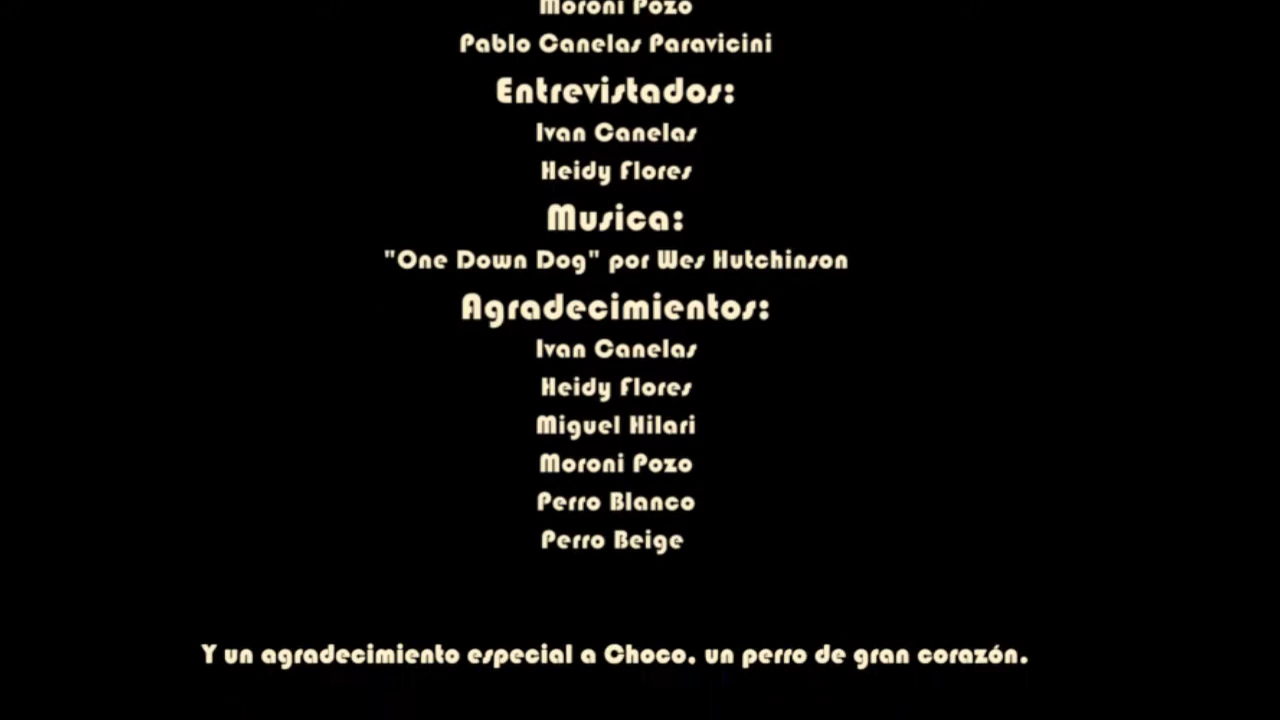 Moroni Pozo
Pablo Canelas Paravicini
Entrevistados:
Ivan Canelas
Heidy Flores
Musica:
"One Down Dog" por Wes Hutchinson
Agradecimientos:
Ivan Canelas
Heidy Flores
Miguel Hilari
Moroni Pozo
Perro Blanco
Perro Beige
Y un agradecimiento especial a Choco, un perro de gran corazón.